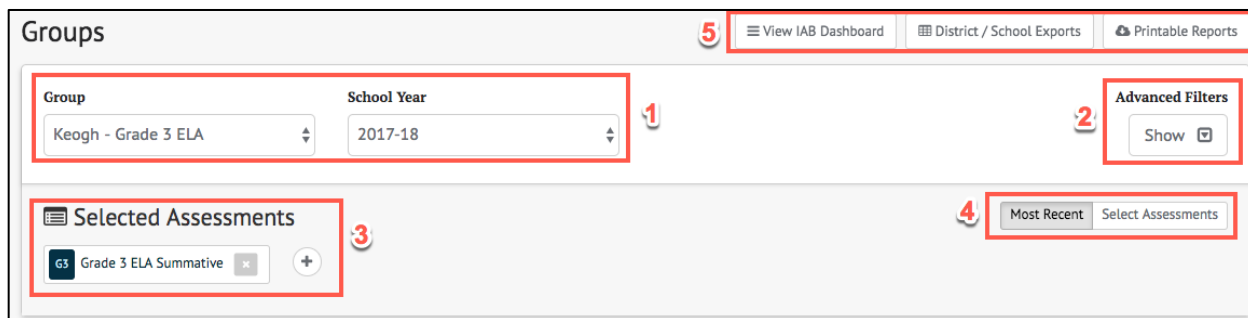 Groups
5
View IAB Dashboard
District / School Exports
Printable Reports
Group
School Year
Advanced Filters
Keogh - Grade 3 ELA
2017-18
1
2
Show
Selected Assessments
3
4
Most Recent
Select Assessments
G3
Grade 3 ELA Summative